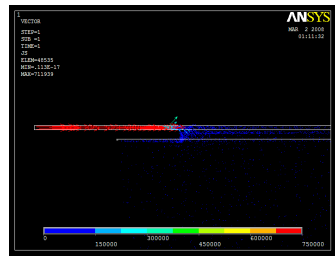 1
VECTOR
STEP=1
SUB =1
TIME=1
JS
ELEM=48535
MIN=.113E-17
MAX=711939
ANSYS
MAR 2 2008
01:11:32
0 150000 300000 450000 600000 750000